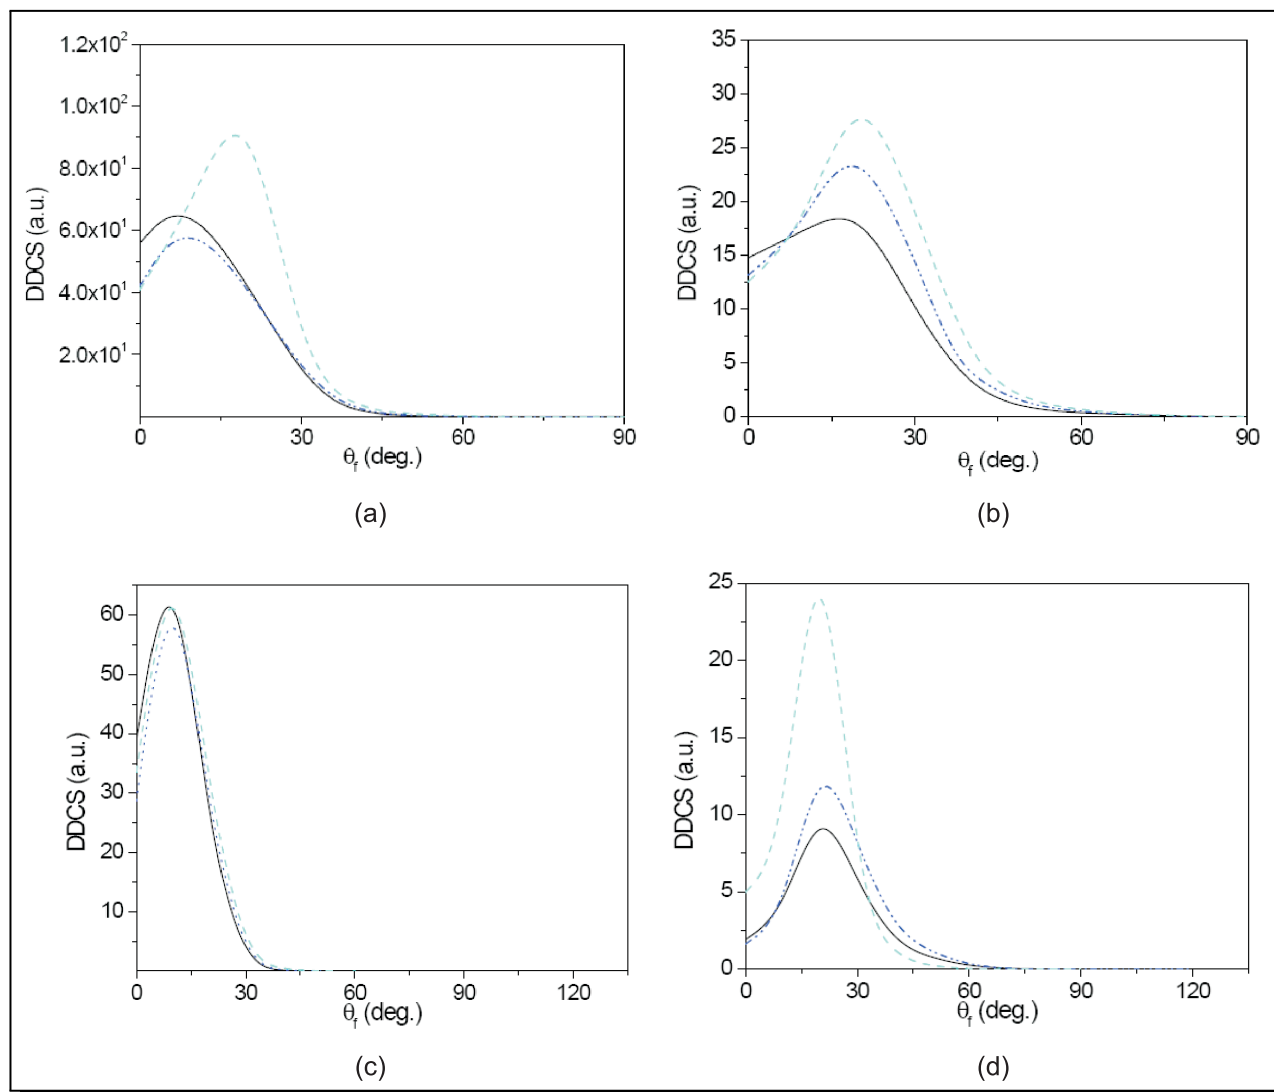 1.2x10²
1.0x10²
8.0x10¹
6.0x10¹
4.0x10¹
2.0x10¹
DDCS (a.u.)
0 30 60 90
θf (deg.)
(a)
35
30
25
20
15
10
5
0
DDCS (a.u.)
0 30 60 90
θf (deg.)
(b)
60
50
40
30
20
10
DDCS (a.u.)
0 30 60 90 120
θf (deg.)
(c)
25
20
15
10
5
0
DDCS (a.u.)
0 30 60 90 120
θf (deg.)
(d)